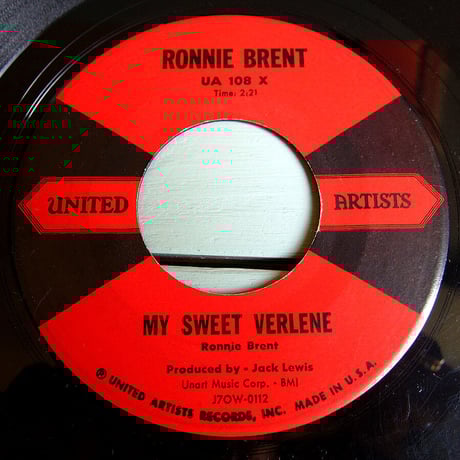 RONNIE BRENT
UA 108 X
Time: 2:21
UNITED ARTISTS
MY SWEET VERLENE
Ronnie Brent
Produced by - Jack Lewis
Unart Music Corp. - BMI
J7OW-0112
® UNITED ARTISTS RECORDS, INC. MADE IN U.S.A.